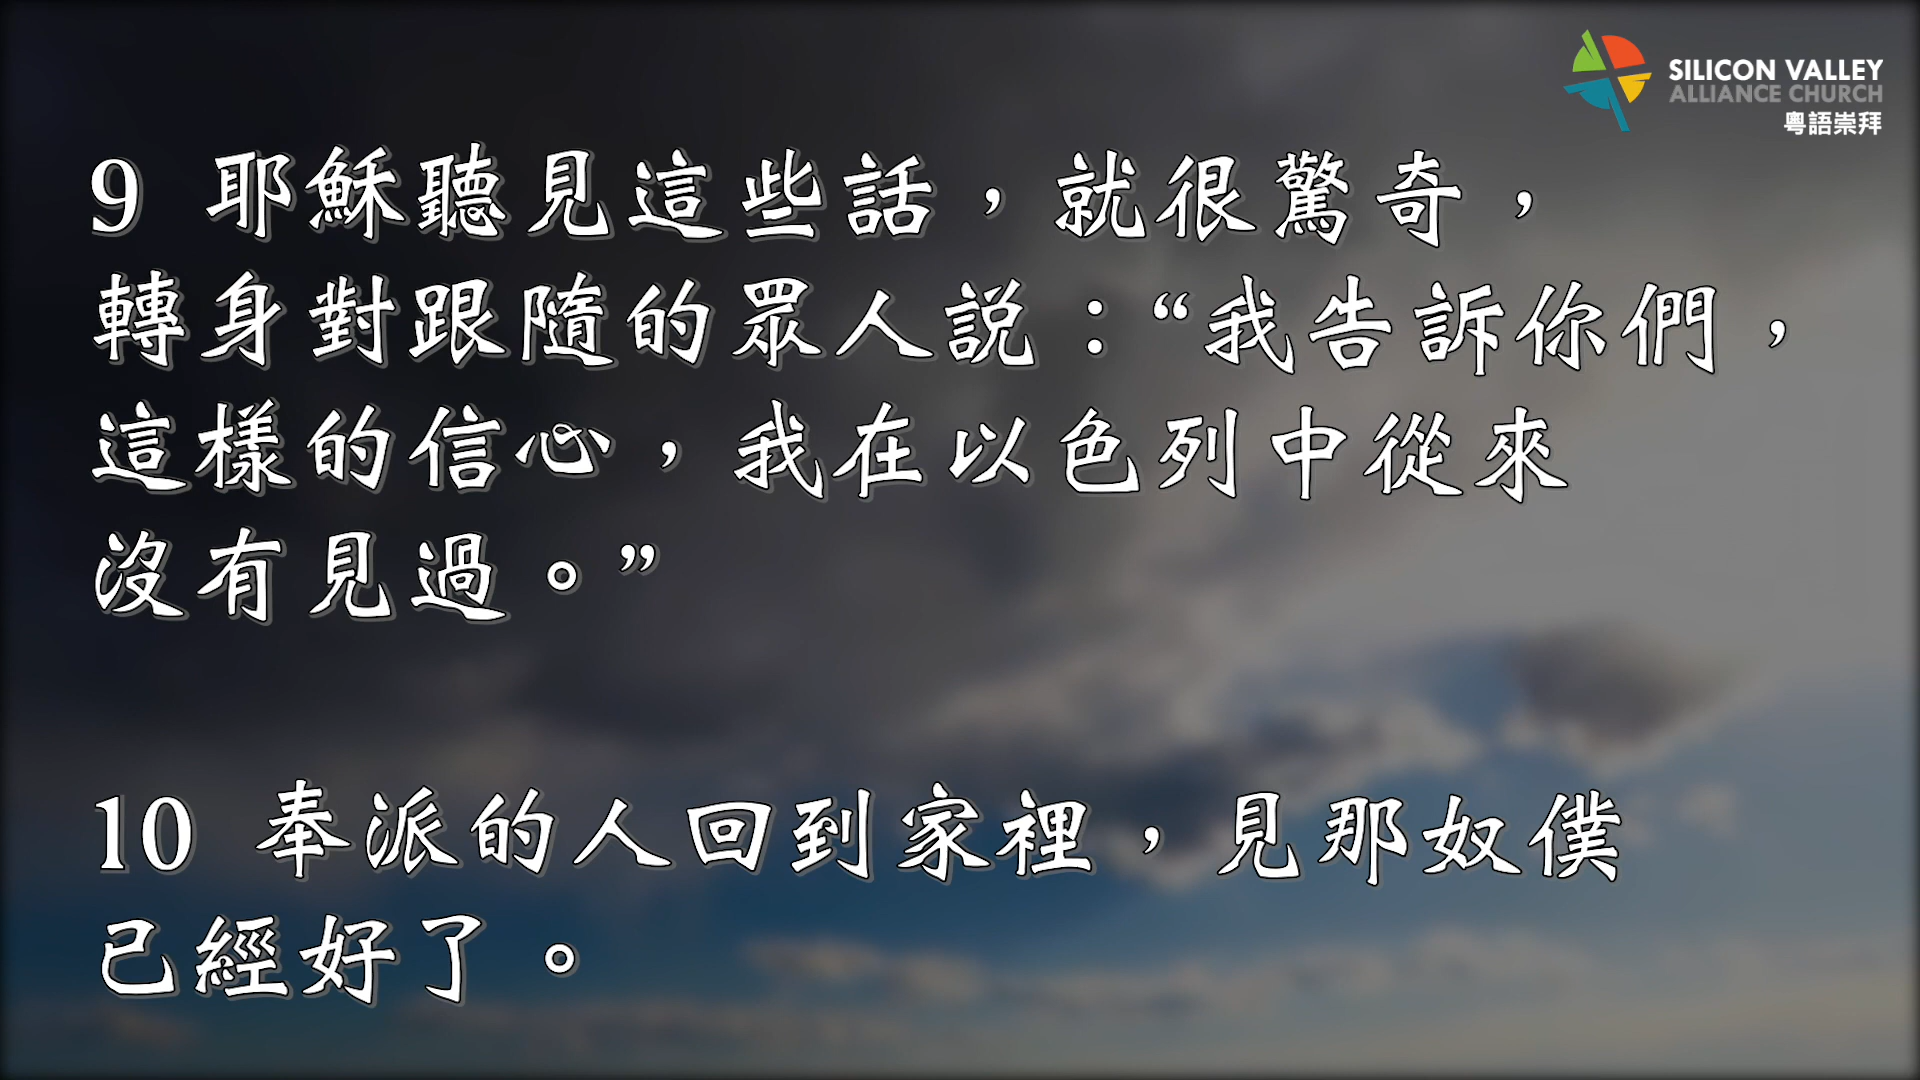 SILICON VALLEY
ALLIANCE CHURCH
粵語崇拜
9 耶穌聽見這些話，就很驚奇，
轉身對跟隨的眾人說：“我告訴你們，
這樣的信心，我在以色列中從來
沒有見過。”
10 奉派的人回到家裡，見那奴僕
已經好了。